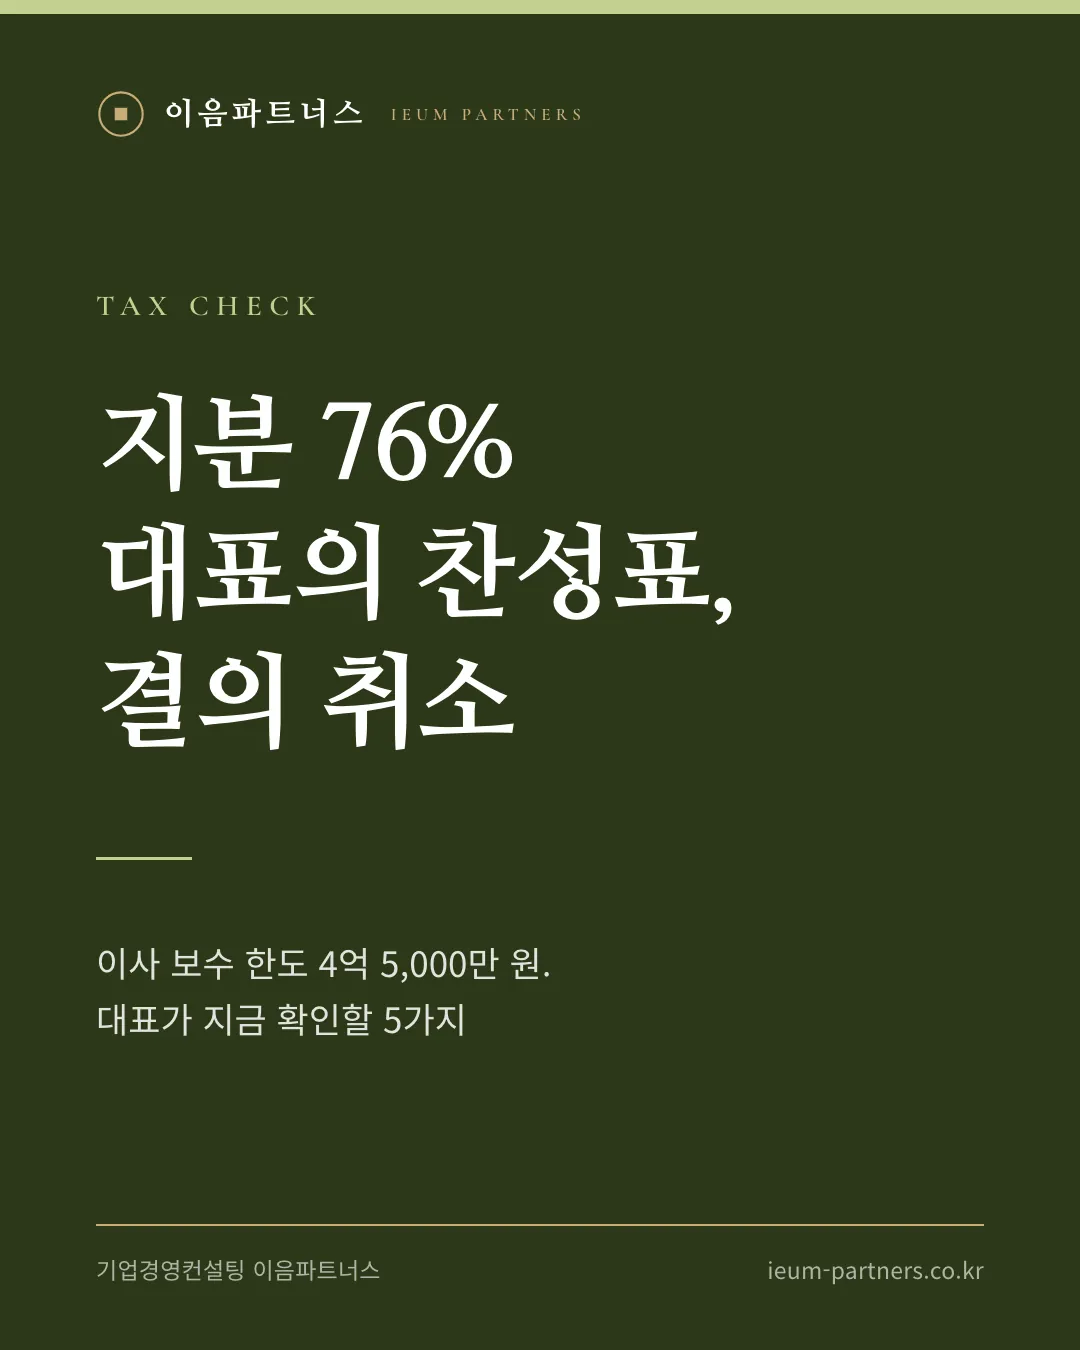 이음파트너스 IEUM PARTNERS
TAX CHECK
지분 76%
대표의 찬성표,
결의 취소
이사 보수 한도 4억 5,000만 원.
대표가 지금 확인할 5가지
기업경영컨설팅 이음파트너스 ieum-partners.co.kr